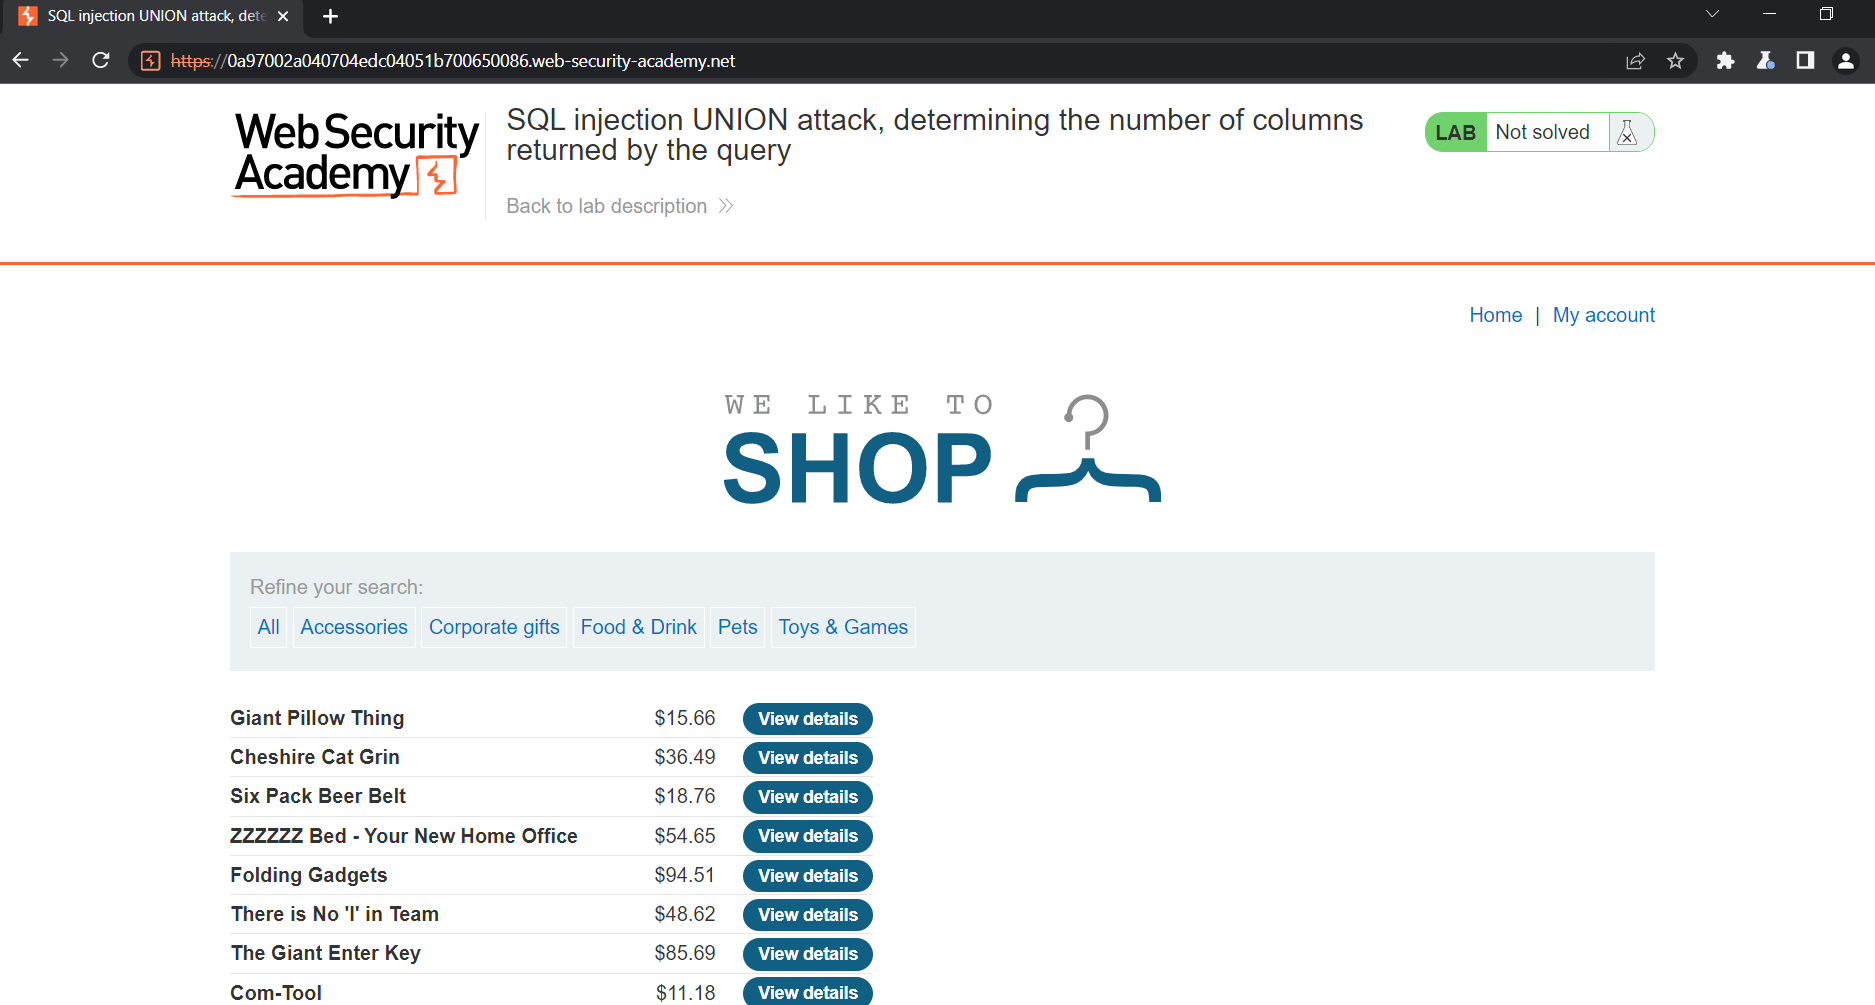 SQL injection UNION attack, dete
https://0a97002a040704edc04051b700650086.web-security-academy.net
Web Security
Academy
SQL injection UNION attack, determining the number of columns
returned by the query
Back to lab description
LAB Not solved
Home | My account
WE LIKE TO
SHOP
Refine your search:
All Accessories Corporate gifts Food & Drink Pets Toys & Games
Giant Pillow Thing $15.66 View details
Cheshire Cat Grin $36.49 View details
Six Pack Beer Belt $18.76 View details
ZZZZZZ Bed - Your New Home Office $54.65 View details
Folding Gadgets $94.51 View details
There is No 'I' in Team $48.62 View details
The Giant Enter Key $85.69 View details
Com-Tool $11.18 View details